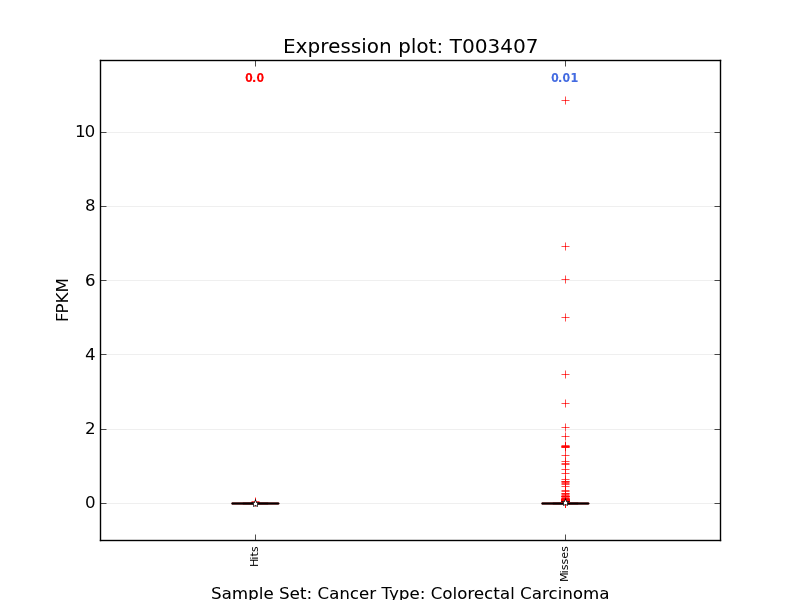 Expression plot: T003407
0.0 0.01
10
8
6
4
2
0
FPKM
Hits Misses
Sample Set: Cancer Type: Colorectal Carcinoma